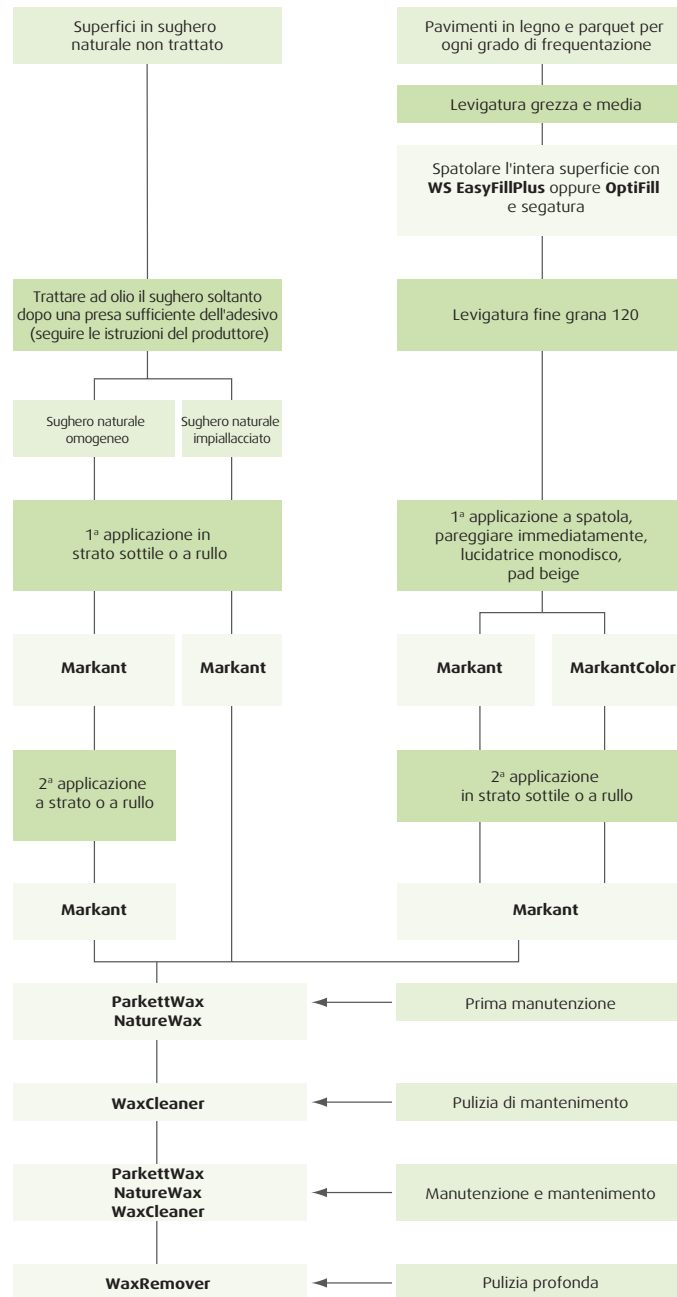 Superfici in sughero
naturale non trattato
Pavimenti in legno e parquet per
ogni grado di frequentazione
Levigatura grezza e media
Spatolare l'intera superficie con
WS EasyFillPlus oppure OptiFill
e segatura
Trattare ad olio il sughero soltanto
dopo una presa sufficiente dell'adesivo
(seguire le istruzioni del produttore)
Levigatura fine grana 120
Sughero naturale
omogeneo
Sughero naturale
impiallacciato
1ª applicazione in
strato sottile o a rullo
1ª applicazione a spatola,
pareggiare immediatamente,
lucidatrice monodisco,
pad beige
Markant
Markant
Markant
MarkantColor
2ª applicazione
a strato o a rullo
2ª applicazione
in strato sottile o a rullo
Markant
Markant
ParkettWax
NatureWax
Prima manutenzione
WaxCleaner
Pulizia di mantenimento
ParkettWax
NatureWax
WaxCleaner
Manutenzione e mantenimento
WaxRemover
Pulizia profonda